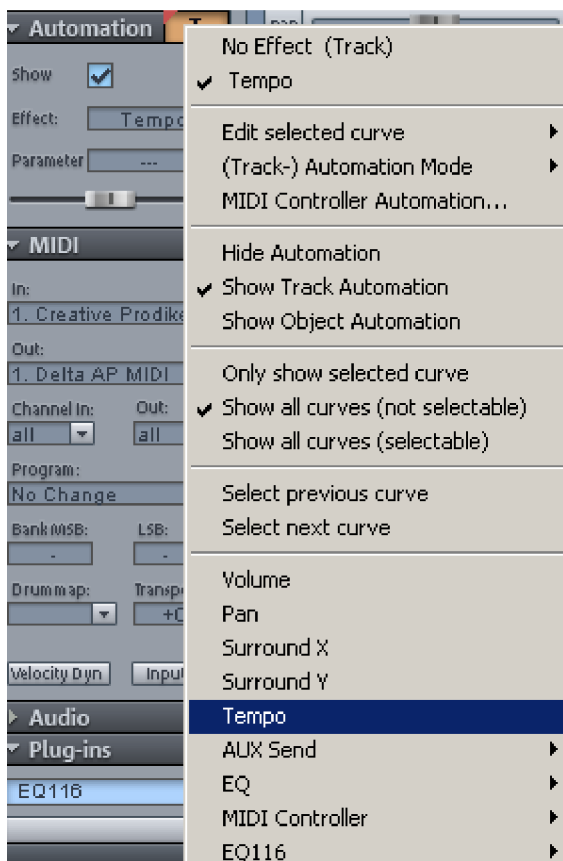 Automation
Show
Effect: Tempo
Parameter ---
MIDI
In:
1. Creative Prodike
Out:
1. Delta AP MIDI
Channel In: Out:
all all
Program:
No Change
Bank MSB: LSB:
- -
Drummap: Transp
Velocity Dyn Input
Audio
Plug-ins
EQ116
No Effect (Track)
Tempo
Edit selected curve
(Track-) Automation Mode
MIDI Controller Automation...
Hide Automation
Show Track Automation
Show Object Automation
Only show selected curve
Show all curves (not selectable)
Show all curves (selectable)
Select previous curve
Select next curve
Volume
Pan
Surround X
Surround Y
Tempo
AUX Send
EQ
MIDI Controller
EQ116